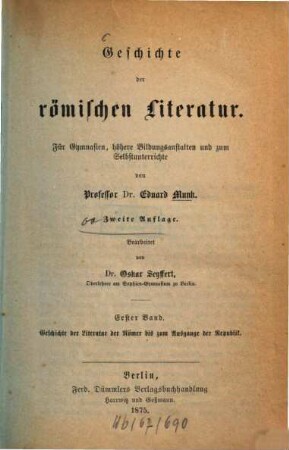 Geschichte
der
römischen Literatur.
Für Gymnasien, höhere Bildungsanstalten und zum
Selbstunterrichte
von
Professor Dr. Eduard Munk.
Zweite Auflage.
Bearbeitet
von
Dr. Oskar Seyffert,
Oberlehrer am Sophien-Gymnasium zu Berlin.
Erster Band.
Geschichte der Literatur der Römer bis zum Ausgange der Republik.
Berlin,
Ferd. Dümmlers Verlagsbuchhandlung
Harrwitz und Goßmann.
1875.